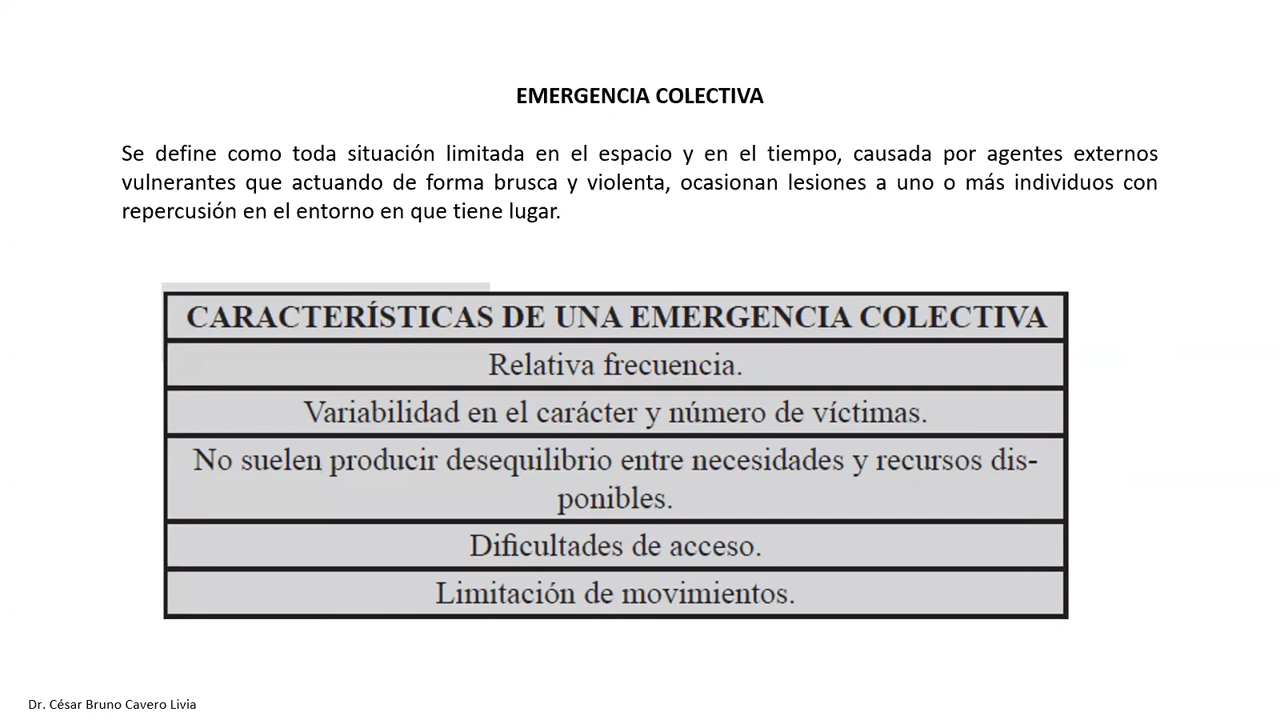 EMERGENCIA COLECTIVA
Se define como toda situación limitada en el espacio y en el tiempo, causada por agentes externos
vulnerantes que actuando de forma brusca y violenta, ocasionan lesiones a uno o más individuos con
repercusión en el entorno en que tiene lugar.
CARACTERÍSTICAS DE UNA EMERGENCIA COLECTIVA
Relativa frecuencia.
Variabilidad en el carácter y número de víctimas.
No suelen producir desequilibrio entre necesidades y recursos dis-
ponibles.
Dificultades de acceso.
Limitación de movimientos.
Dr. César Bruno Cavero Livia